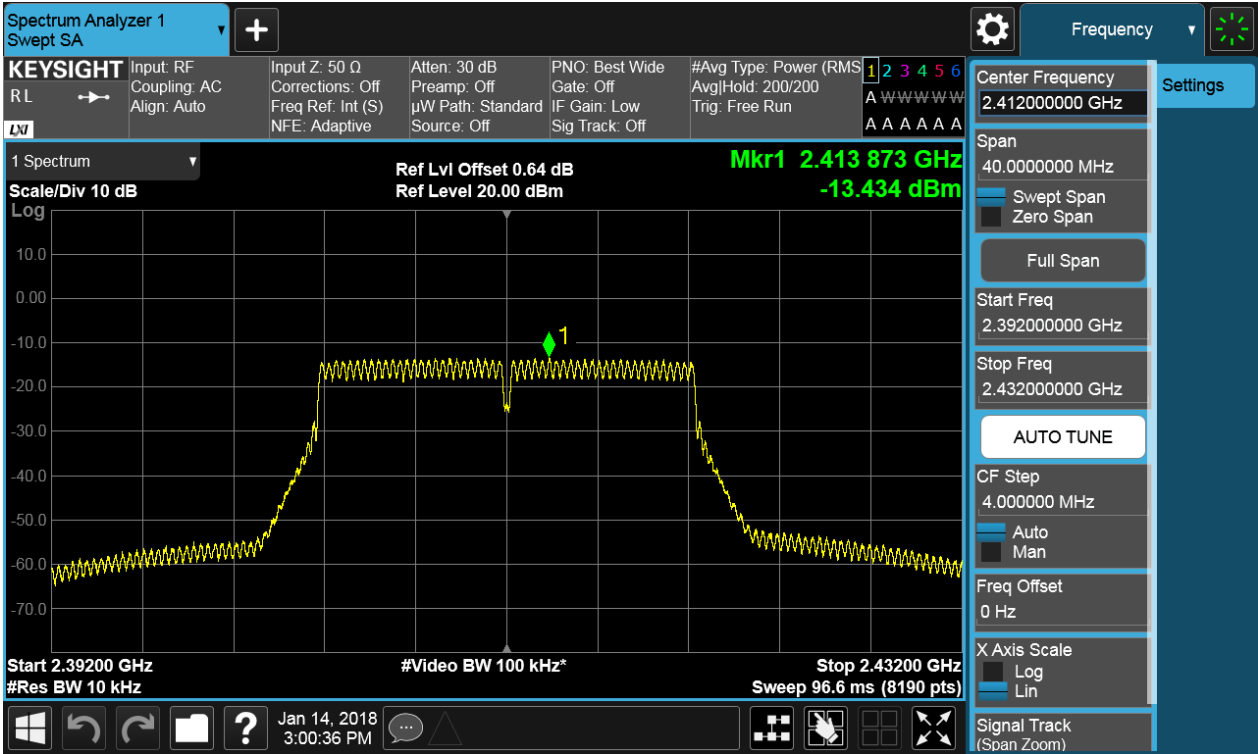 Spectrum Analyzer 1
Swept SA
Frequency
KEYSIGHT
R L
LXI
Input: RF
Coupling: AC
Align: Auto
Input Z: 50 Ω
Corrections: Off
Freq Ref: Int (S)
NFE: Adaptive
Atten: 30 dB
Preamp: Off
µW Path: Standard
Source: Off
PNO: Best Wide
Gate: Off
IF Gain: Low
Sig Track: Off
#Avg Type: Power (RMS
Avg|Hold: 200/200
Trig: Free Run
1 2 3 4 5 6
A W W W W W
A A A A A A
1 Spectrum
Scale/Div 10 dB
Log
Ref Lvl Offset 0.64 dB
Ref Level 20.00 dBm
Mkr1 2.413 873 GHz
-13.434 dBm
10.0
0.00
-10.0
-20.0
-30.0
-40.0
-50.0
-60.0
-70.0
1
Start 2.39200 GHz
#Res BW 10 kHz
#Video BW 100 kHz*
Stop 2.43200 GHz
Sweep 96.6 ms (8190 pts)
Jan 14, 2018
3:00:36 PM
Center Frequency
2.412000000 GHz
Settings
Span
40.0000000 MHz
Swept Span
Zero Span
Full Span
Start Freq
2.392000000 GHz
Stop Freq
2.432000000 GHz
AUTO TUNE
CF Step
4.000000 MHz
Auto
Man
Freq Offset
0 Hz
X Axis Scale
Log
Lin
Signal Track
(Span Zoom)